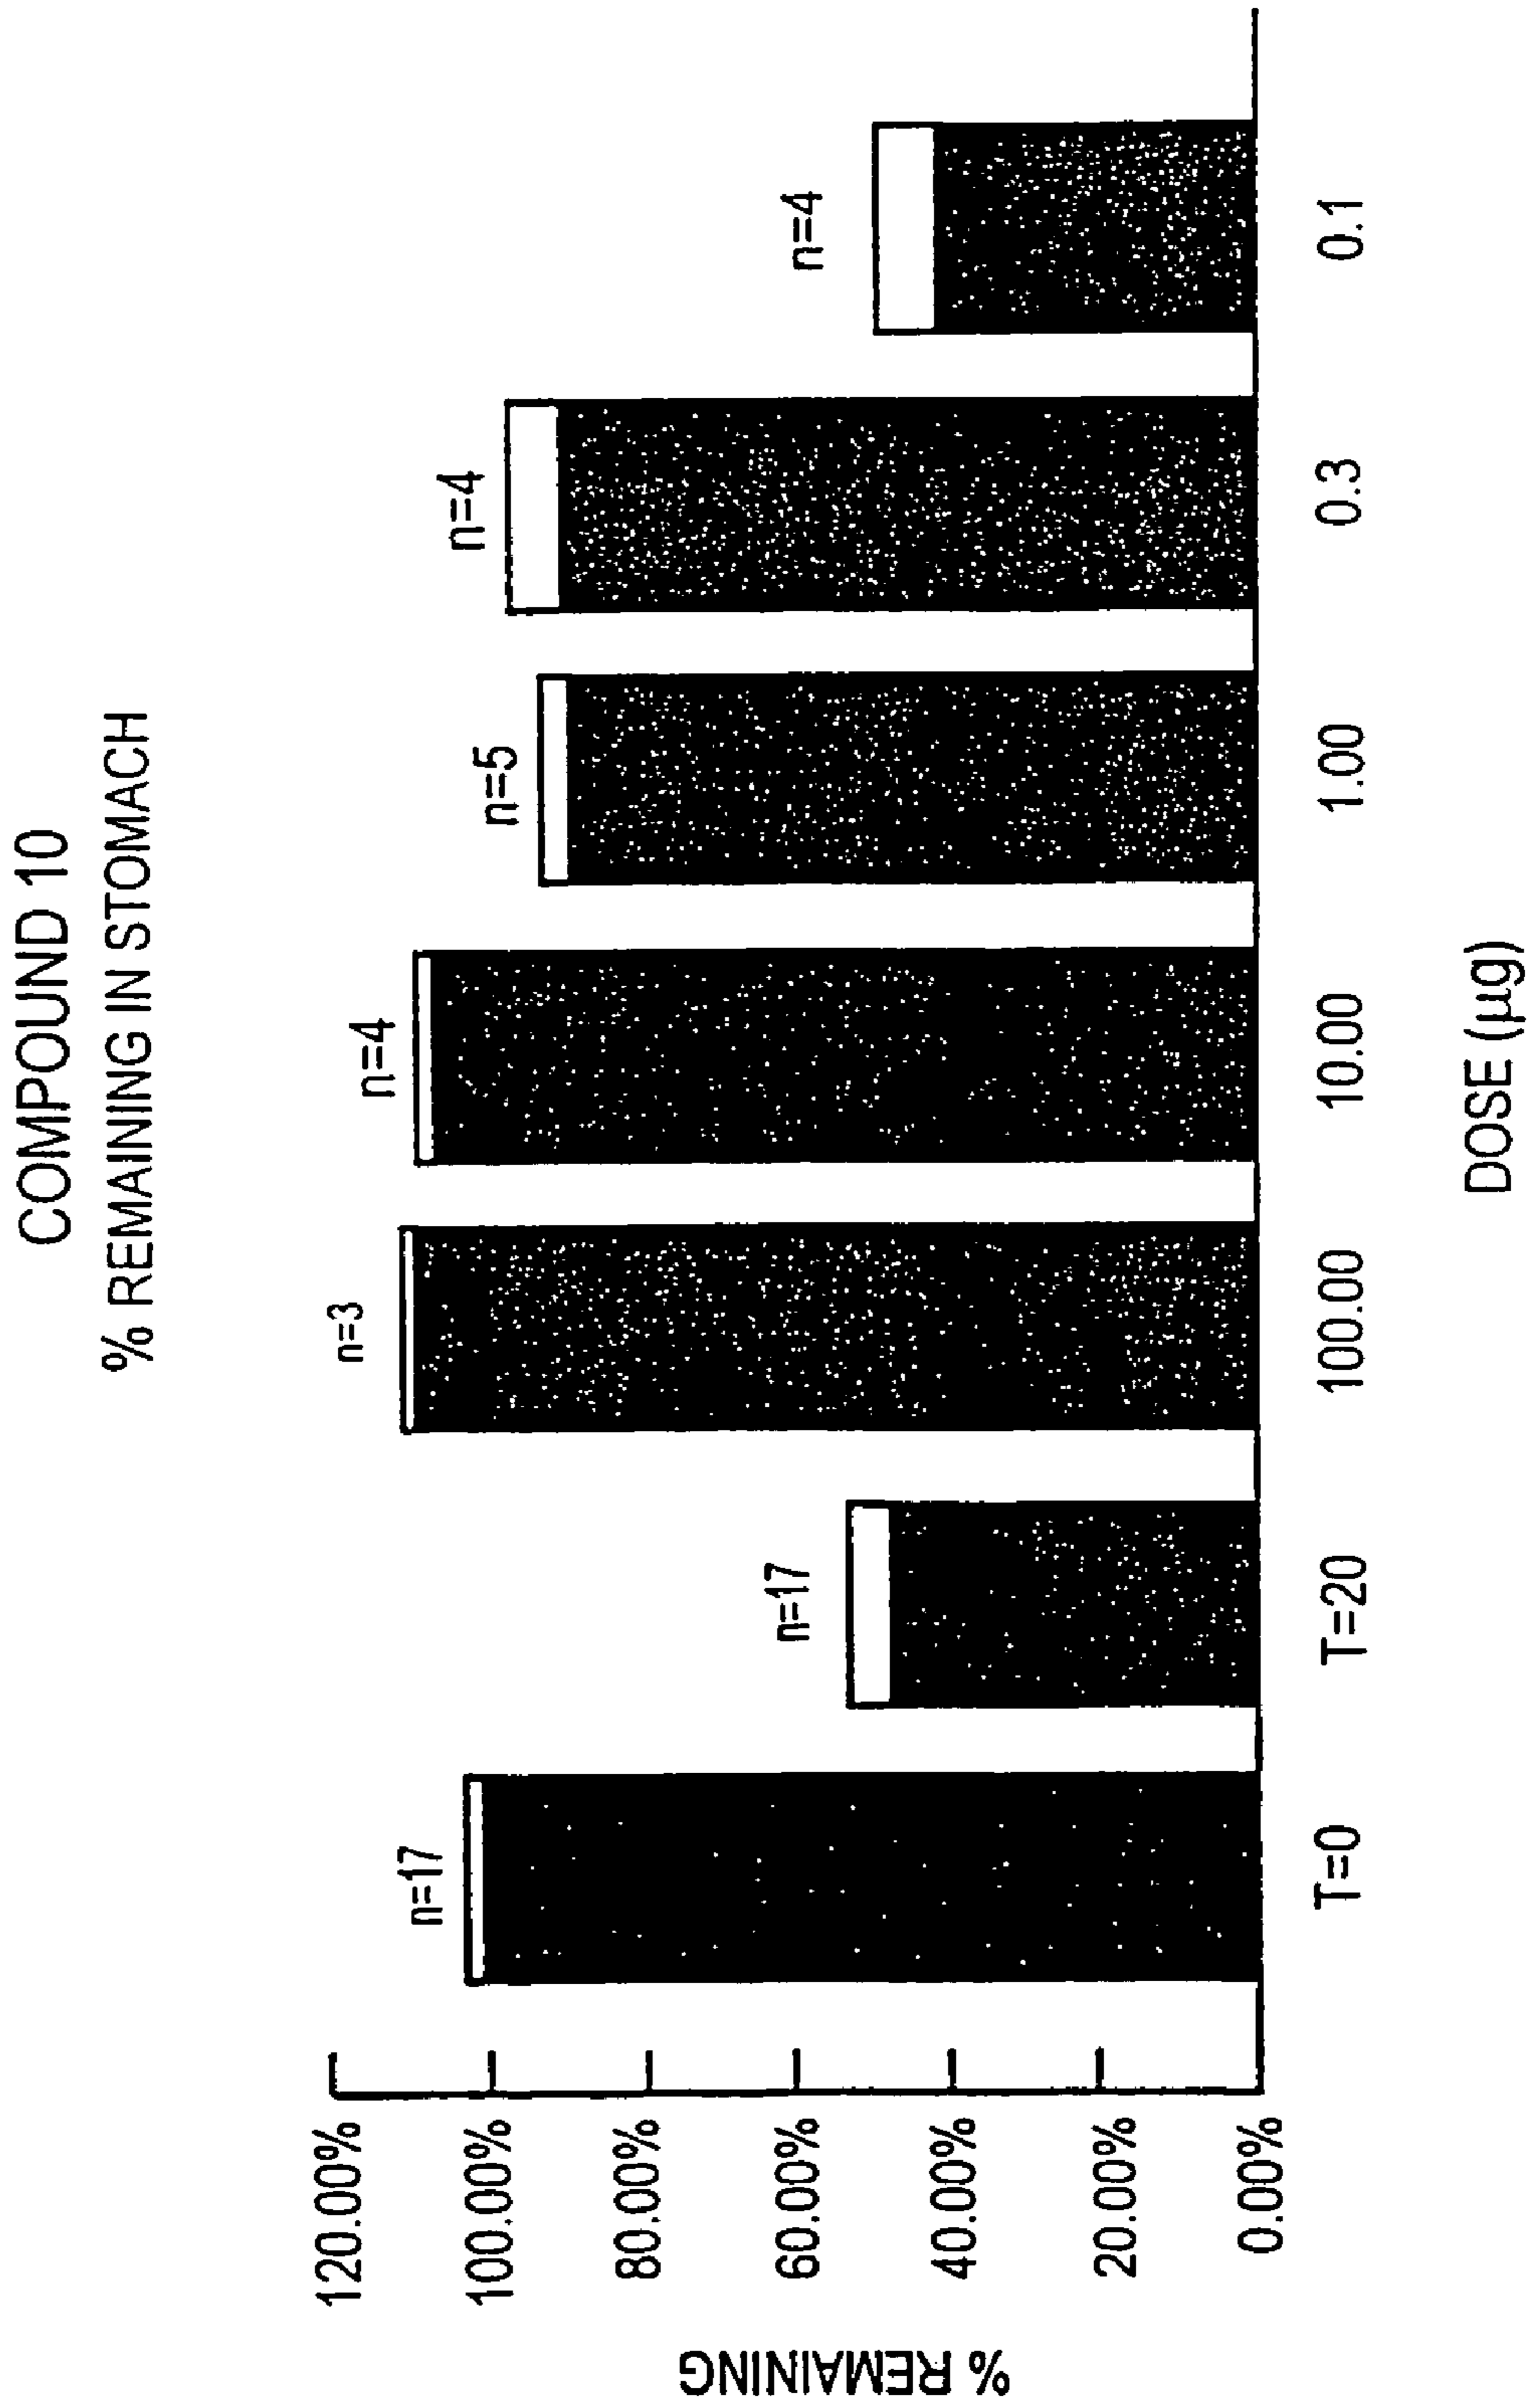 COMPOUND 10
% REMAINING IN STOMACH
% REMAINING
120.00%
100.00%
80.00%
60.00%
40.00%
20.00%
0.00%
n=17
n=17
n=3
n=4
n=5
n=4
n=4
T=0
T=20
100.00
10.00
1.00
0.3
0.1
DOSE (µg)